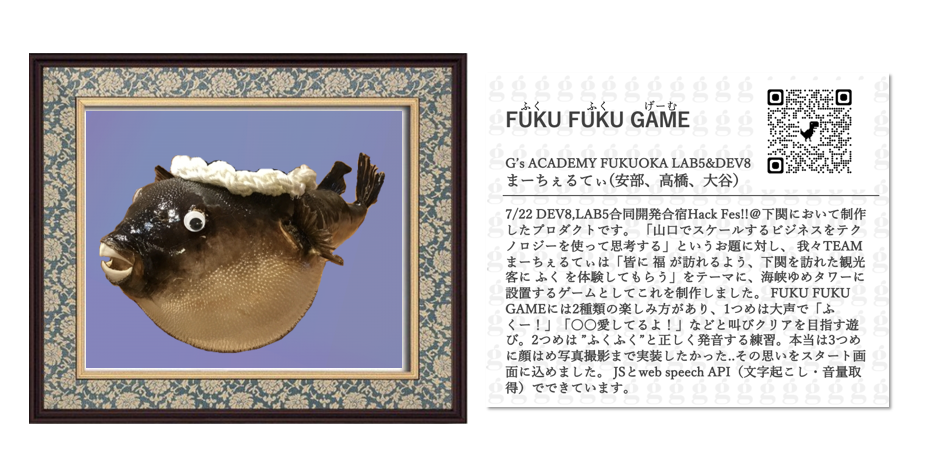 ふく ふく げーむ
FUKU FUKU GAME
G's ACADEMY FUKUOKA LAB5&DEV8
まーちぇるてぃ(安部、高橋、大谷)
7/22 DEV8,LAB5合同開発合宿Hack Fes!!@下関において制作
したプロダクトです。「山口でスケールするビジネスをテク
ノロジーを使って思考する」というお題に対し、 我々TEAM
まーちぇるてぃは「皆に 福 が訪れるよう、下関を訪れた観光
客に ふく を体験してもらう」をテーマに、海峡ゆめタワーに
設置するゲームとしてこれを制作しました。 FUKU FUKU
GAMEには2種類の楽しみ方があり、1つめは大声で「ふ
くー!」「〇〇愛してるよ!」などと叫びクリアを目指す遊
び。2つめは ”ふくふく”と正しく発音する練習。本当は3つめ
に顔はめ写真撮影まで実装したかった..その思いをスタート画
面に込めました。 JSとweb speech API(文字起こし・音量取
得)でできています。